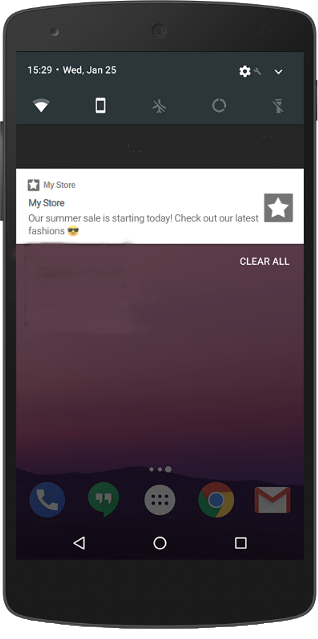 15:29 • Wed, Jan 25
My Store
My Store
Our summer sale is starting today! Check out our latest
fashions 😎
CLEAR ALL